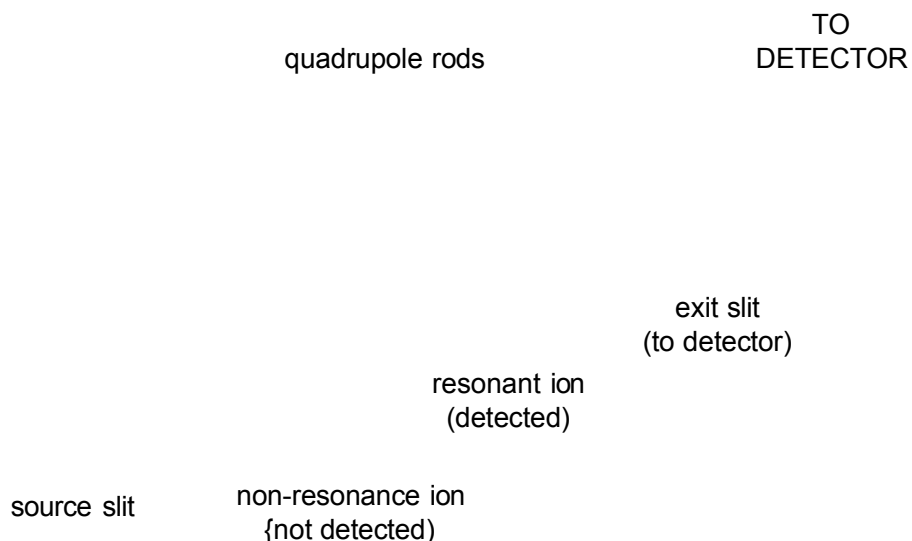 TO
DETECTOR
quadrupole rods
exit slit
(to detector)
resonant ion
(detected)
source slit
non-resonance ion
{not detected)